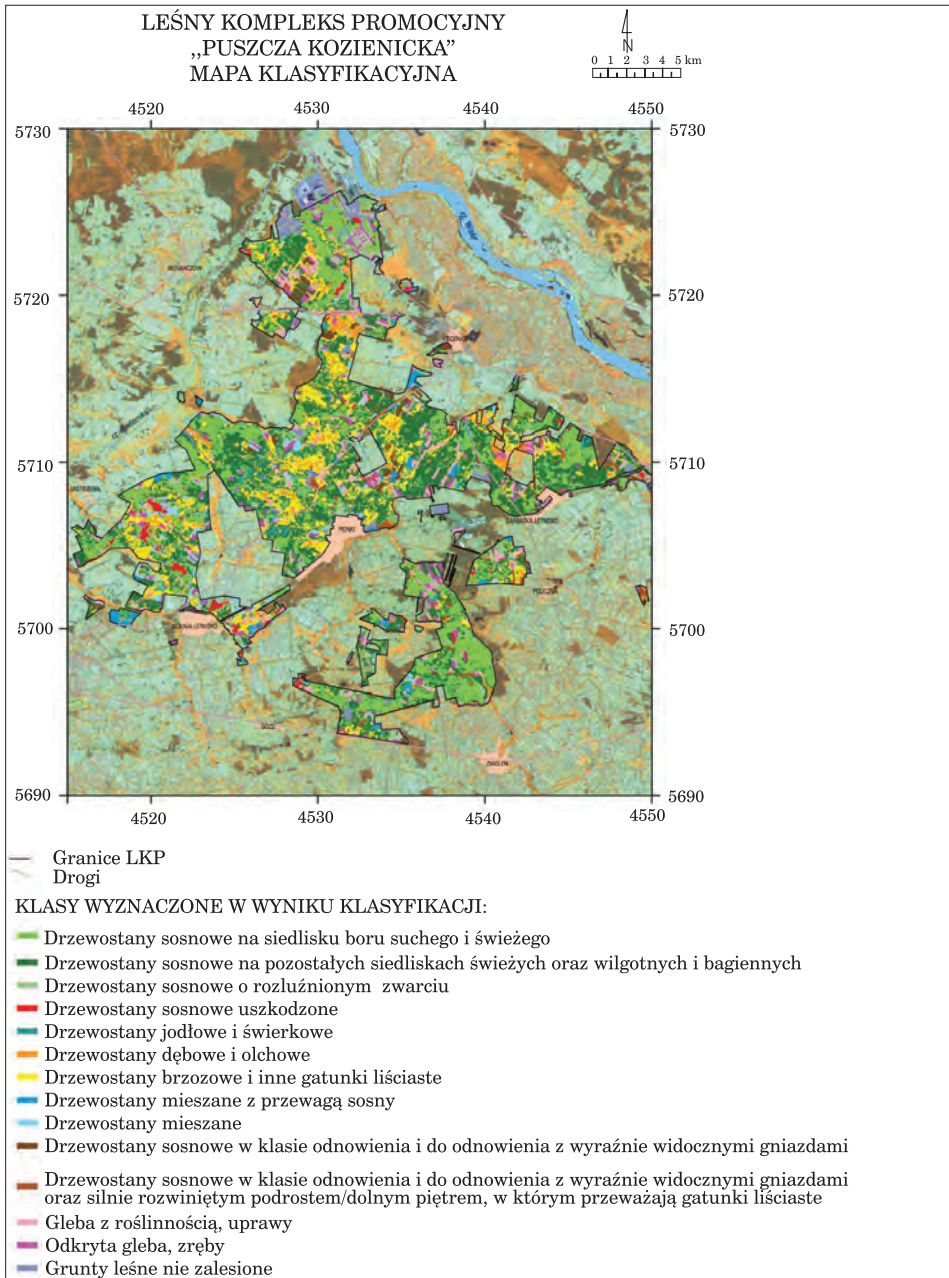 LEŚNY KOMPLEKS PROMOCYJNY
„PUSZCZA KOZIENICKA”
MAPA KLASYFIKACYJNA
N
0 1 2 3 4 5 km
4520 4530 4540 4550
5730 5730
5720 5720
5710 5710
5700 5700
5690 5690
PIONKI
GARBATKA-LETNISKO
ZWOLEŃ
4520 4530 4540 4550
Granice LKP
Drogi
KLASY WYZNACZONE W WYNIKU KLASYFIKACJI:
Drzewostany sosnowe na siedlisku boru suchego i świeżego
Drzewostany sosnowe na pozostałych siedliskach świeżych oraz wilgotnych i bagiennych
Drzewostany sosnowe o rozluźnionym zwarciu
Drzewostany sosnowe uszkodzone
Drzewostany jodłowe i świerkowe
Drzewostany dębowe i olchowe
Drzewostany brzozowe i inne gatunki liściaste
Drzewostany mieszane z przewagą sosny
Drzewostany mieszane
Drzewostany sosnowe w klasie odnowienia i do odnowienia z wyraźnie widocznymi gniazdami
Drzewostany sosnowe w klasie odnowienia i do odnowienia z wyraźnie widocznymi gniazdami
oraz silnie rozwiniętym podrostem/dolnym piętrem, w którym przeważają gatunki liściaste
Gleba z roślinnością, uprawy
Odkryta gleba, zręby
Grunty leśne nie zalesione